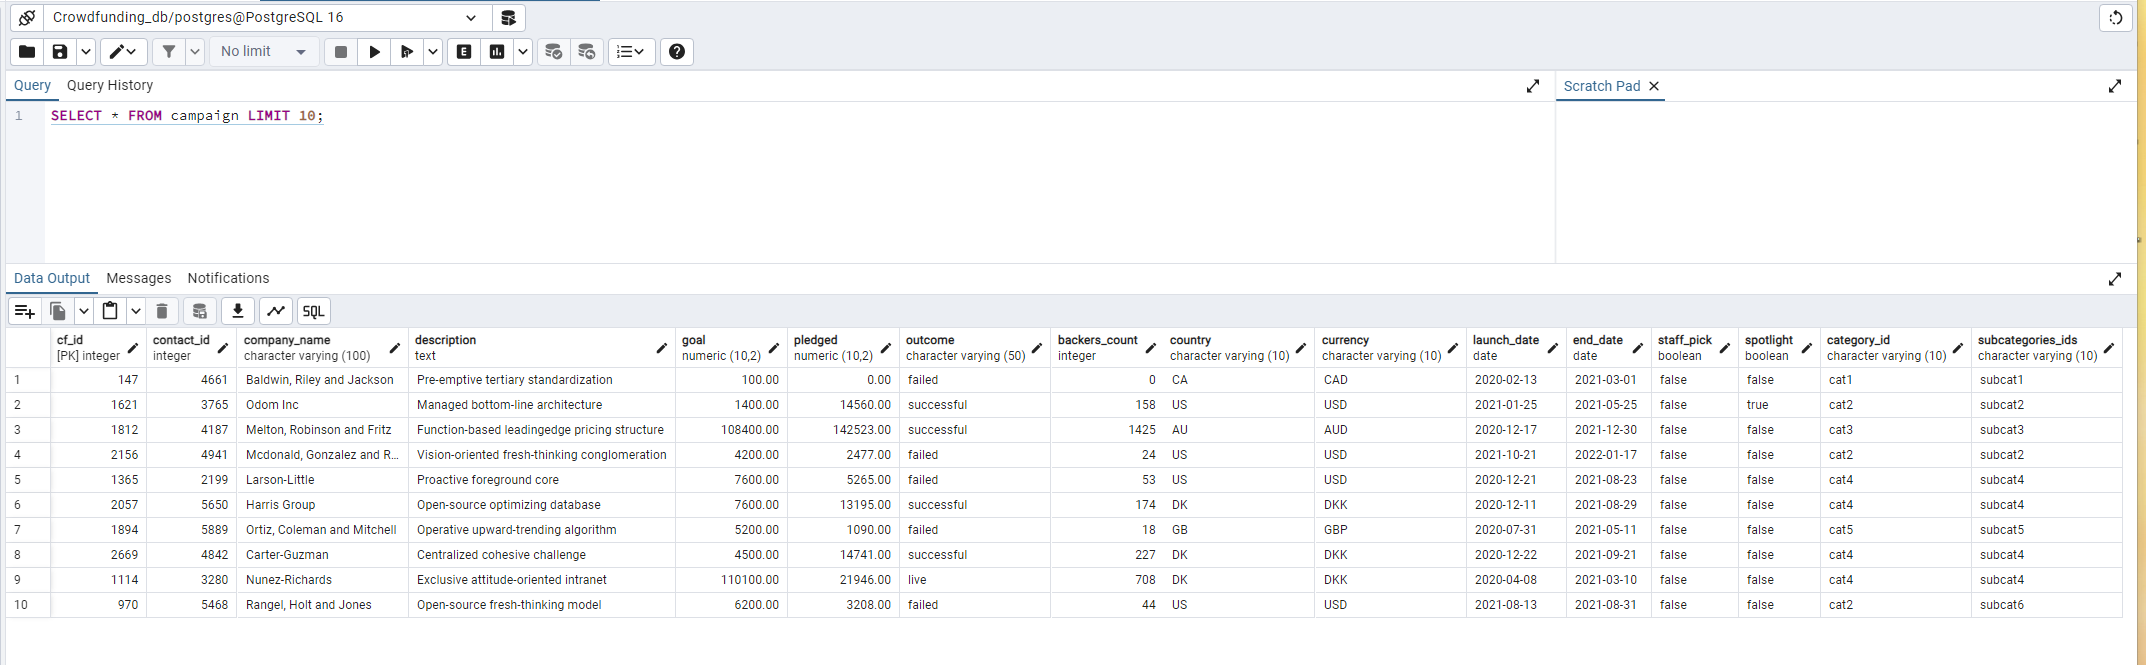 Crowdfunding_db/postgres@PostgreSQL 16
No limit
E
Query Query History
Scratch Pad
1 SELECT * FROM campaign LIMIT 10;
Data Output Messages Notifications
SQL
cf_id contact_id company_name description goal pledged outcome backers_count country currency launch_date end_date staff_pick spotlight category_id subcategories_ids
[PK] integer integer character varying (100) text numeric (10,2) numeric (10,2) character varying (50) integer character varying (10) character varying (10) date date boolean boolean character varying (10) character varying (10)
1 147 4661 Baldwin, Riley and Jackson Pre-emptive tertiary standardization 100.00 0.00 failed 0 CA CAD 2020-02-13 2021-03-01 false false cat1 subcat1
2 1621 3765 Odom Inc Managed bottom-line architecture 1400.00 14560.00 successful 158 US USD 2021-01-25 2021-05-25 false true cat2 subcat2
3 1812 4187 Melton, Robinson and Fritz Function-based leadingedge pricing structure 108400.00 142523.00 successful 1425 AU AUD 2020-12-17 2021-12-30 false false cat3 subcat3
4 2156 4941 Mcdonald, Gonzalez and R... Vision-oriented fresh-thinking conglomeration 4200.00 2477.00 failed 24 US USD 2021-10-21 2022-01-17 false false cat2 subcat2
5 1365 2199 Larson-Little Proactive foreground core 7600.00 5265.00 failed 53 US USD 2020-12-21 2021-08-23 false false cat4 subcat4
6 2057 5650 Harris Group Open-source optimizing database 7600.00 13195.00 successful 174 DK DKK 2020-12-11 2021-08-29 false false cat4 subcat4
7 1894 5889 Ortiz, Coleman and Mitchell Operative upward-trending algorithm 5200.00 1090.00 failed 18 GB GBP 2020-07-31 2021-05-11 false false cat5 subcat5
8 2669 4842 Carter-Guzman Centralized cohesive challenge 4500.00 14741.00 successful 227 DK DKK 2020-12-22 2021-09-21 false false cat4 subcat4
9 1114 3280 Nunez-Richards Exclusive attitude-oriented intranet 110100.00 21946.00 live 708 DK DKK 2020-04-08 2021-03-10 false false cat4 subcat4
10 970 5468 Rangel, Holt and Jones Open-source fresh-thinking model 6200.00 3208.00 failed 44 US USD 2021-08-13 2021-08-31 false false cat2 subcat6